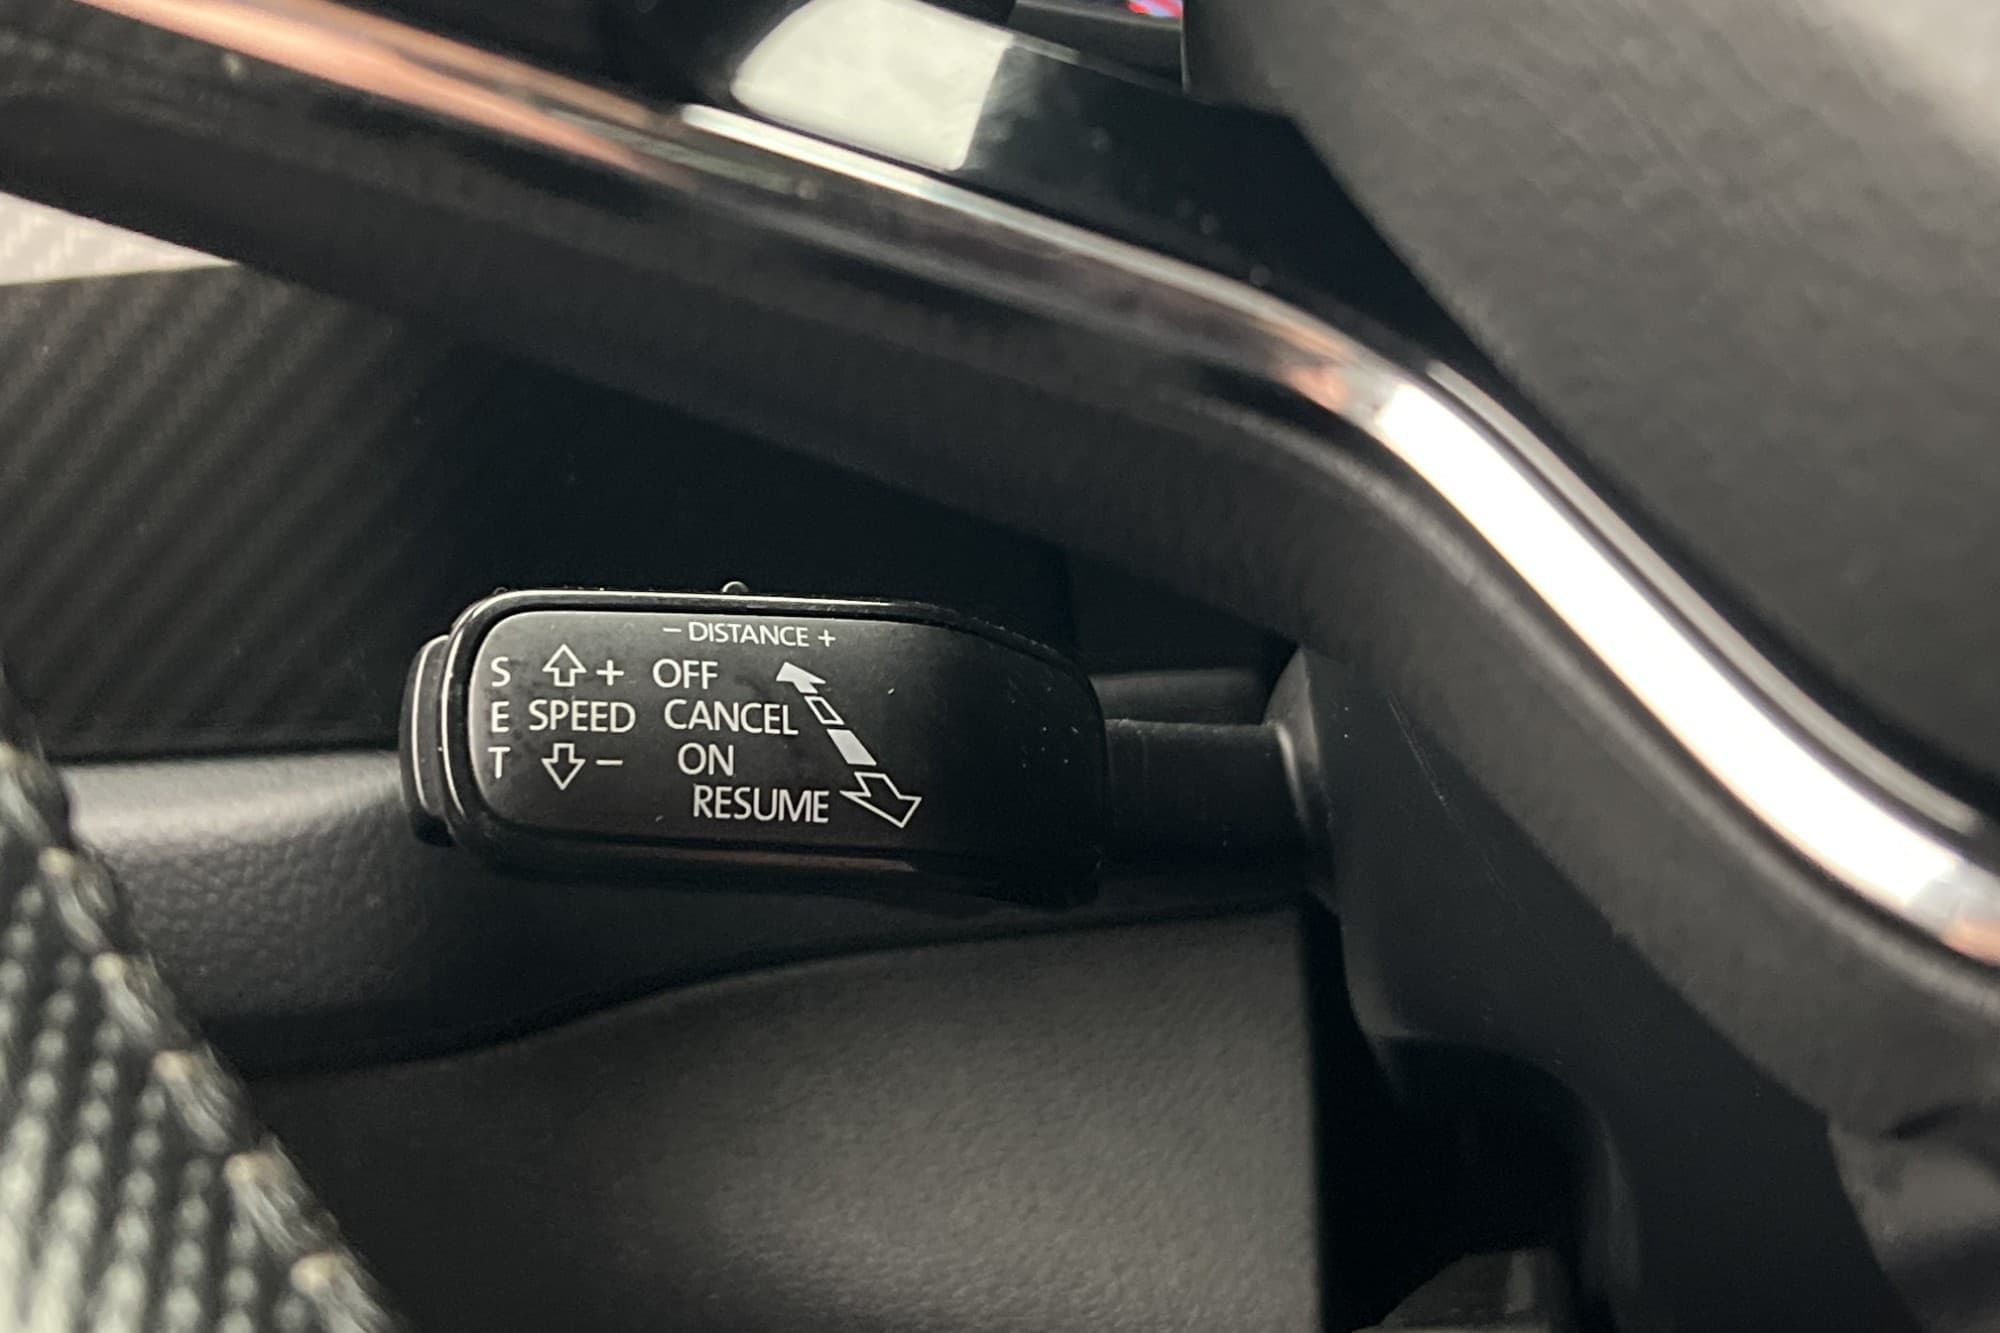 – DISTANCE +
S + OFF
E SPEED CANCEL
T – ON
RESUME